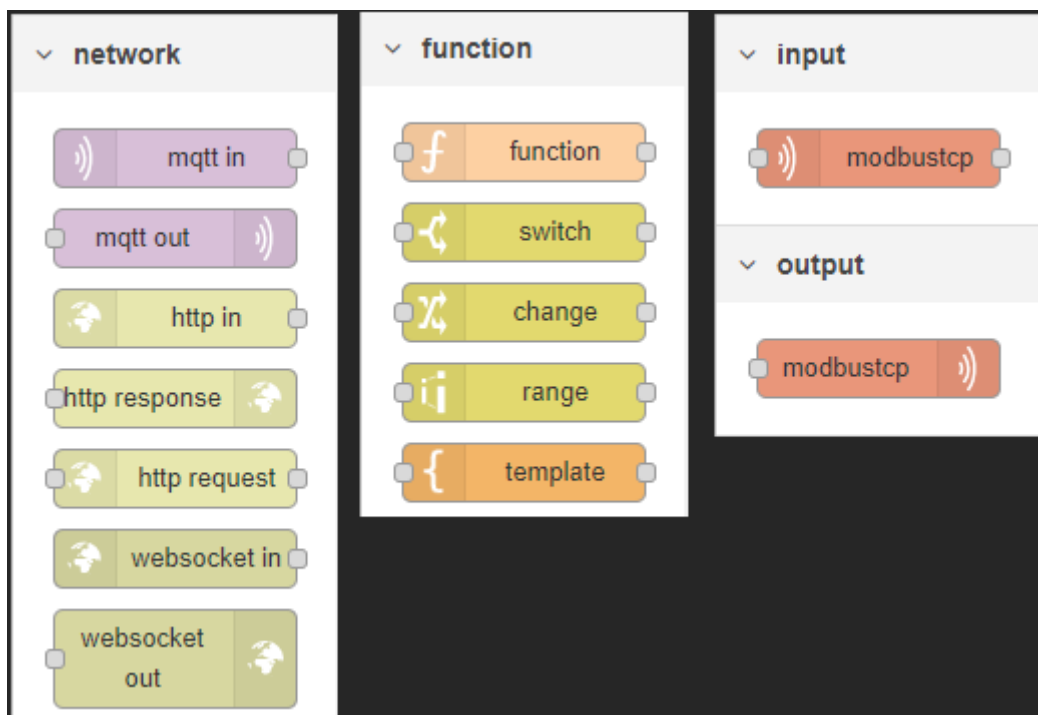 network
mqtt in
mqtt out
http in
http response
http request
websocket in
websocket
out
function
function
switch
change
range
template
input
modbustcp
output
modbustcp